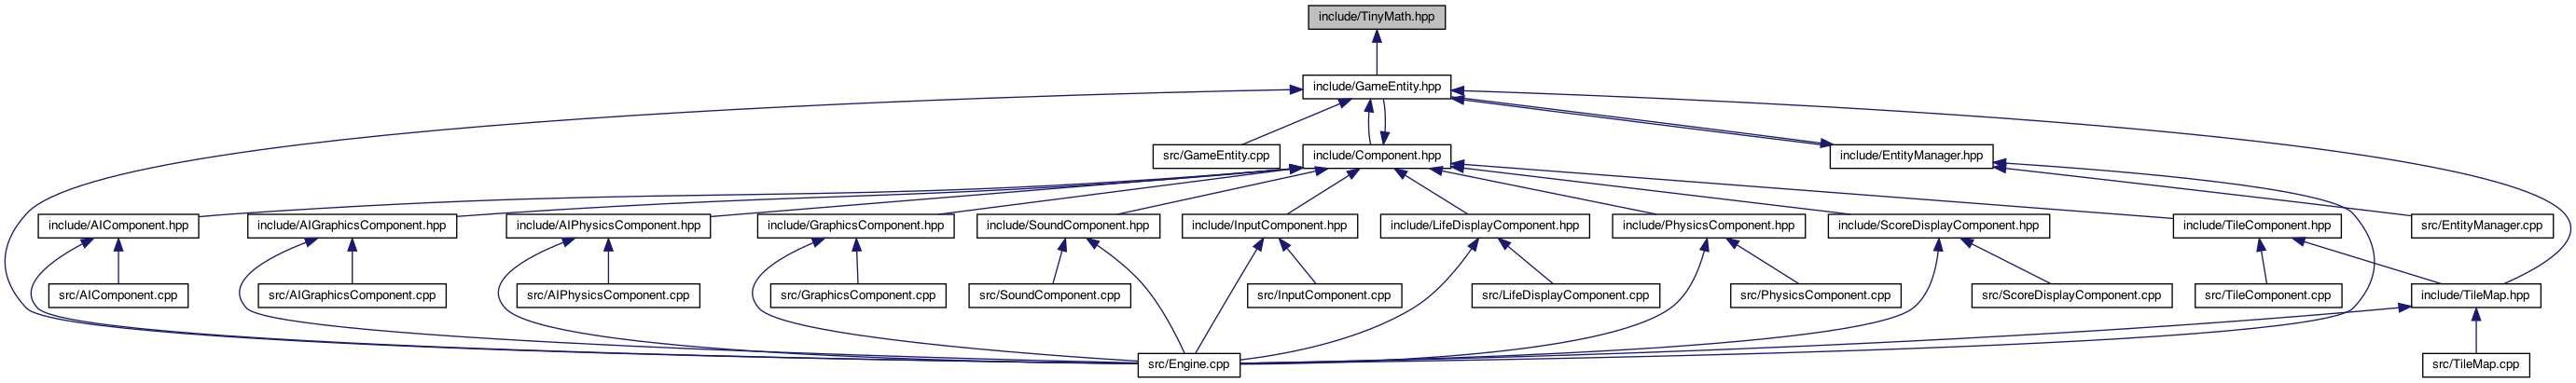 include/TinyMath.hpp
include/GameEntity.hpp
src/GameEntity.cpp
include/Component.hpp
include/EntityManager.hpp
include/AIComponent.hpp
include/AIGraphicsComponent.hpp
include/AIPhysicsComponent.hpp
include/GraphicsComponent.hpp
include/SoundComponent.hpp
include/InputComponent.hpp
include/LifeDisplayComponent.hpp
include/PhysicsComponent.hpp
include/ScoreDisplayComponent.hpp
include/TileComponent.hpp
src/EntityManager.cpp
src/AIComponent.cpp
src/AIGraphicsComponent.cpp
src/AIPhysicsComponent.cpp
src/GraphicsComponent.cpp
src/SoundComponent.cpp
src/InputComponent.cpp
src/LifeDisplayComponent.cpp
src/PhysicsComponent.cpp
src/ScoreDisplayComponent.cpp
src/TileComponent.cpp
include/TileMap.hpp
src/Engine.cpp
src/TileMap.cpp